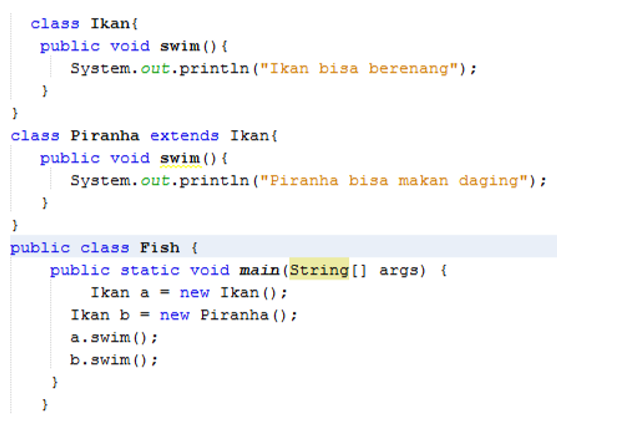 class Ikan{
public void swim(){
System.out.println("Ikan bisa berenang");
}
}
class Piranha extends Ikan{
public void swim(){
System.out.println("Piranha bisa makan daging");
}
}
public class Fish {
public static void main(String[] args) {
Ikan a = new Ikan();
Ikan b = new Piranha();
a.swim();
b.swim();
}
}